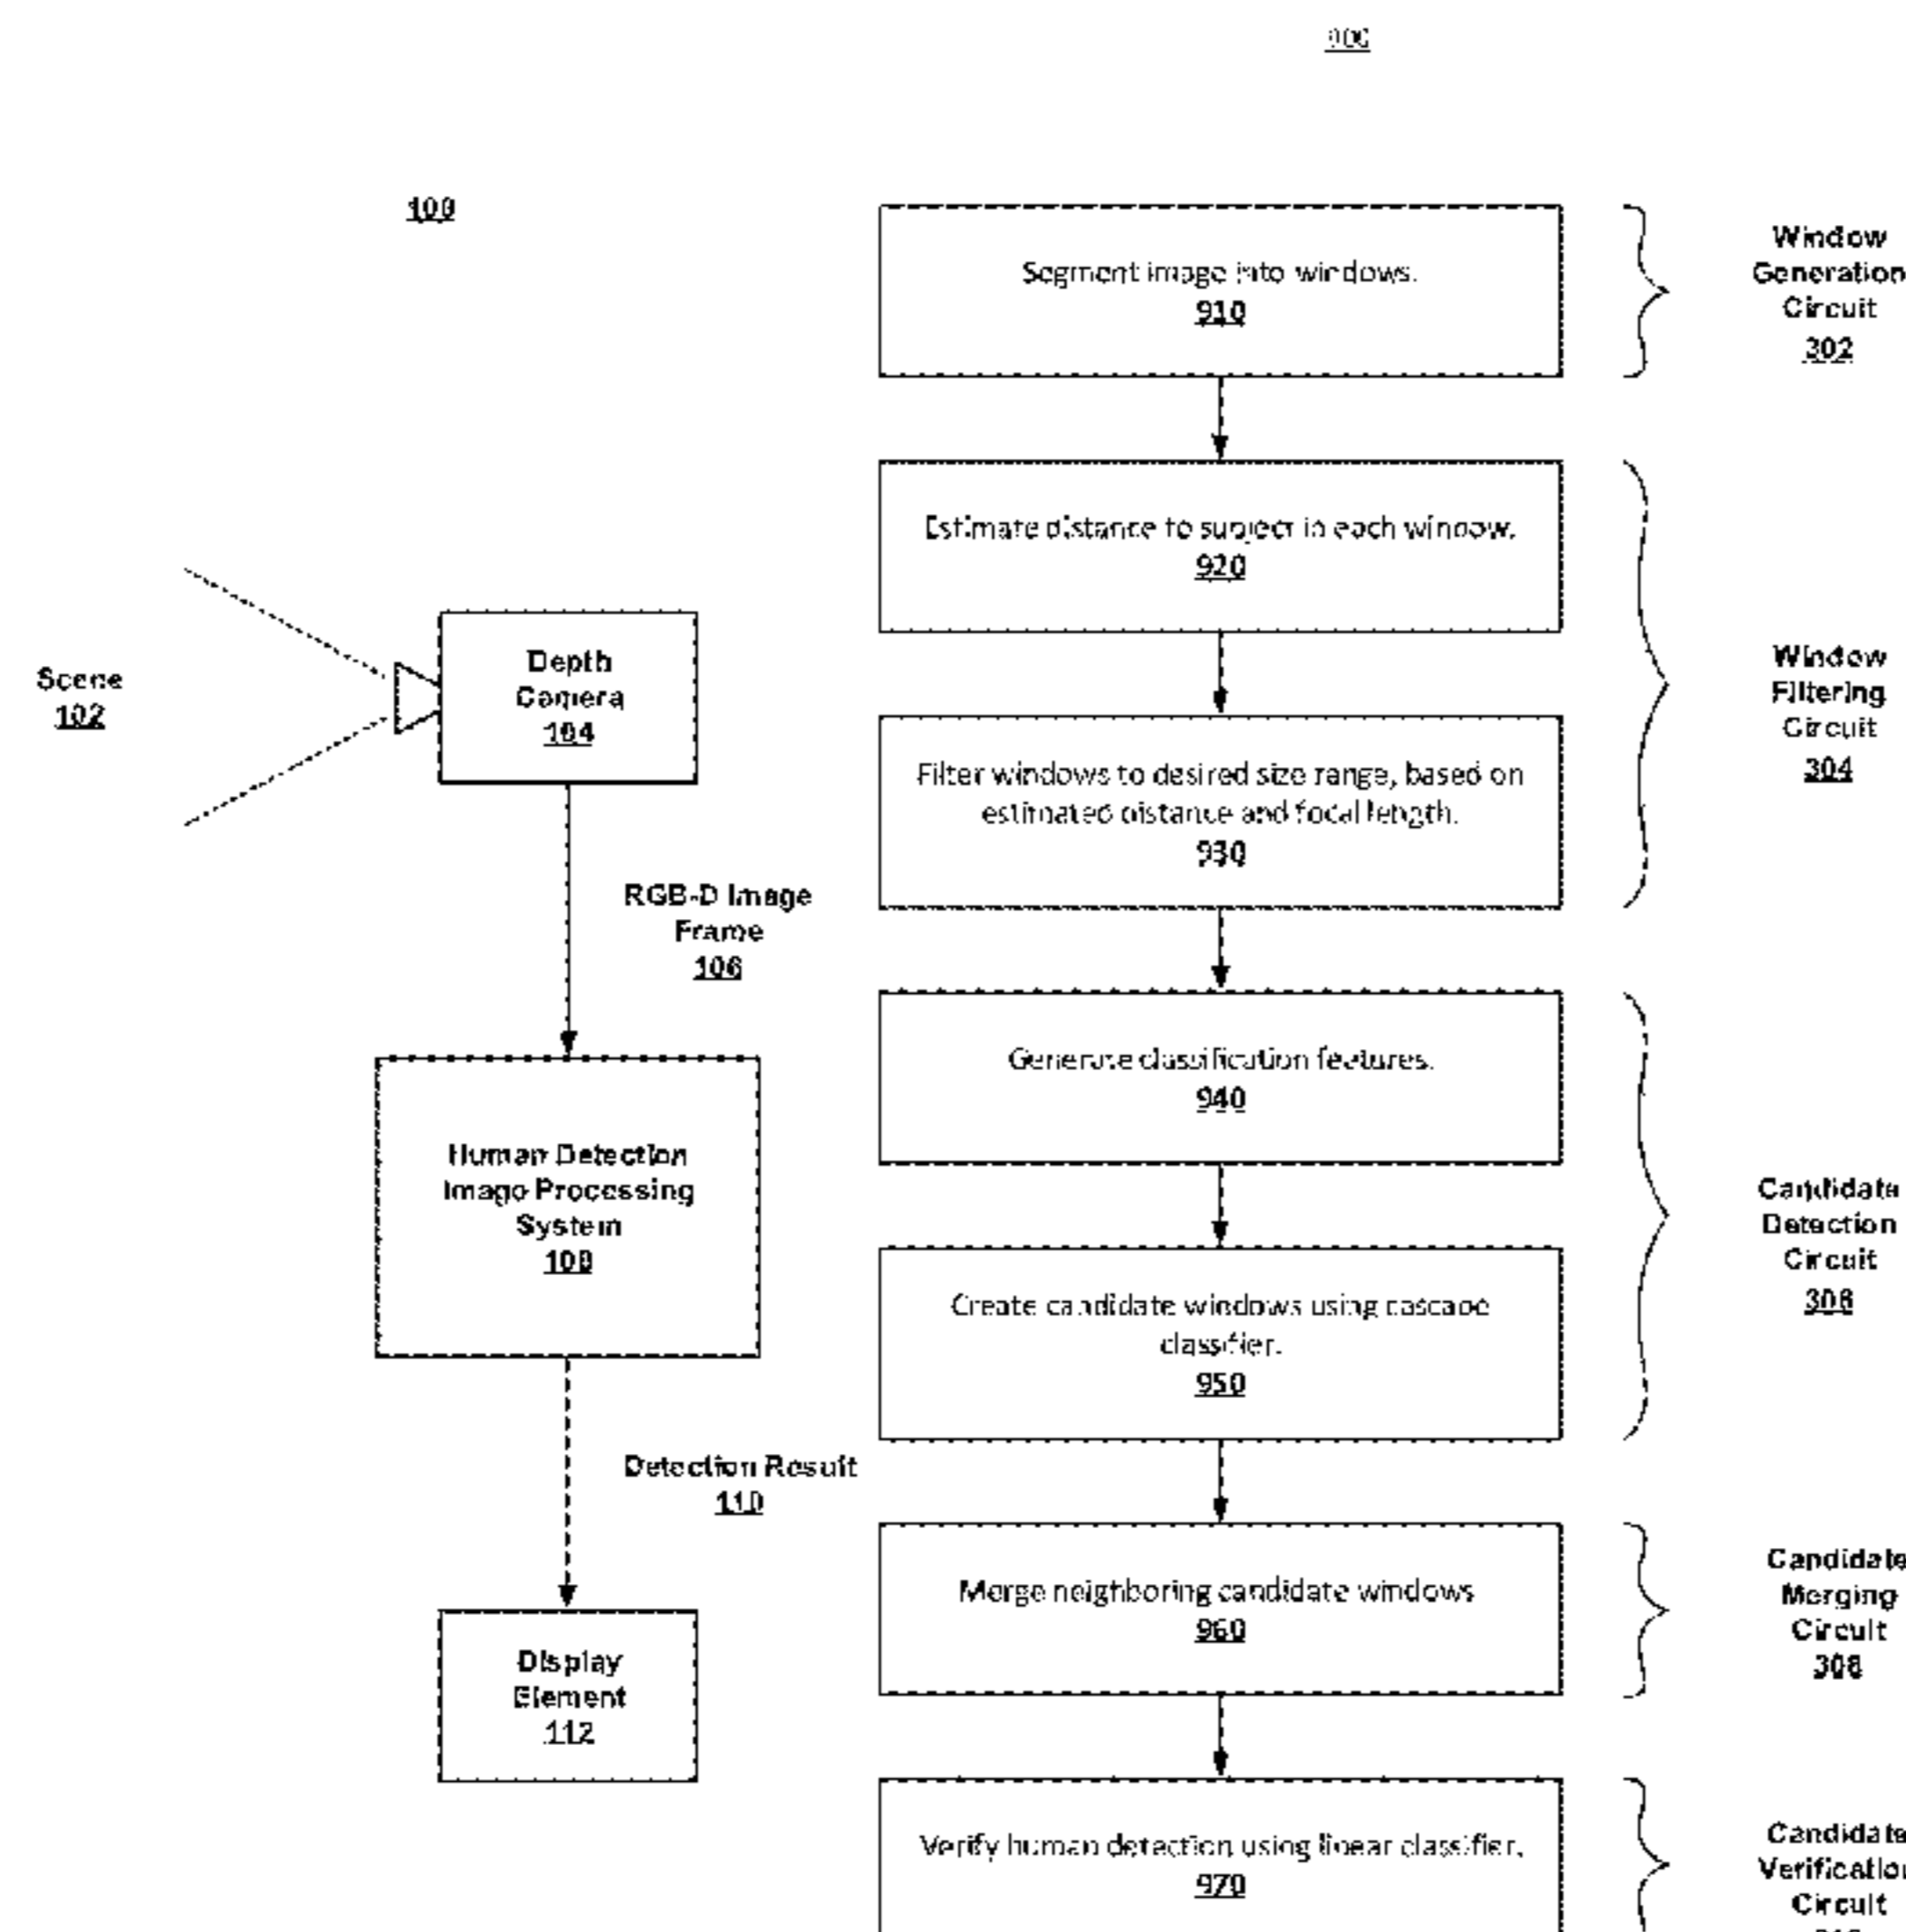 900
100
Scene
102
Depth
Camera
104
RGB-D Image
Frame
106
Human Detection
Image Processing
System
108
Detection Result
110
Display
Element
112
Segment image into windows.
910
Window
Generation
Circuit
302
Estimate distance to subject in each window.
920
Filter windows to desired size range, based on
estimated distance and focal length.
930
Window
Filtering
Circuit
304
Generate classification features.
940
Create candidate windows using cascade
classifier.
950
Candidate
Detection
Circuit
306
Merge neighboring candidate windows
960
Candidate
Merging
Circuit
308
Verify human detection using linear classifier.
970
Candidate
Verification
Circuit